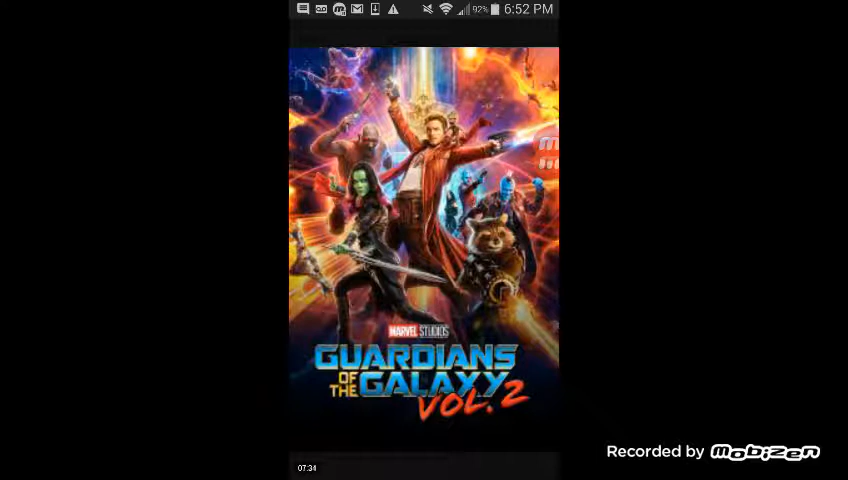 92% 6:52 PM
MARVEL STUDIOS
GUARDIANS
OF THE GALAXY
VOL. 2
07:34
Recorded by mobizen